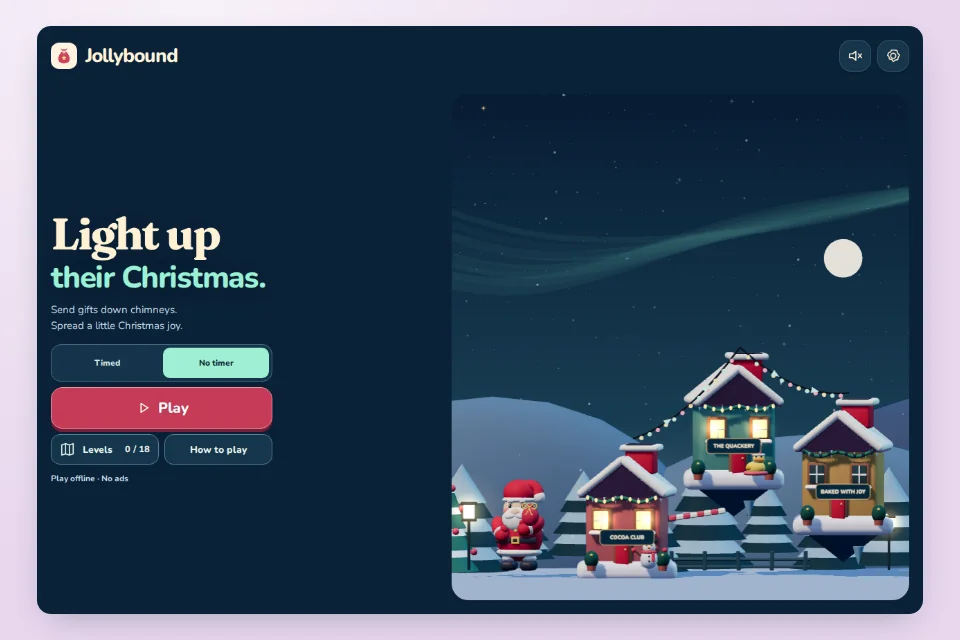 Jollybound
Light up
their Christmas.
Send gifts down chimneys.
Spread a little Christmas joy.
Timed
No timer
Play
Levels 0 / 18
How to play
Play offline · No ads
THE QUACKERY
BAKED WITH JOY
COCOA CLUB